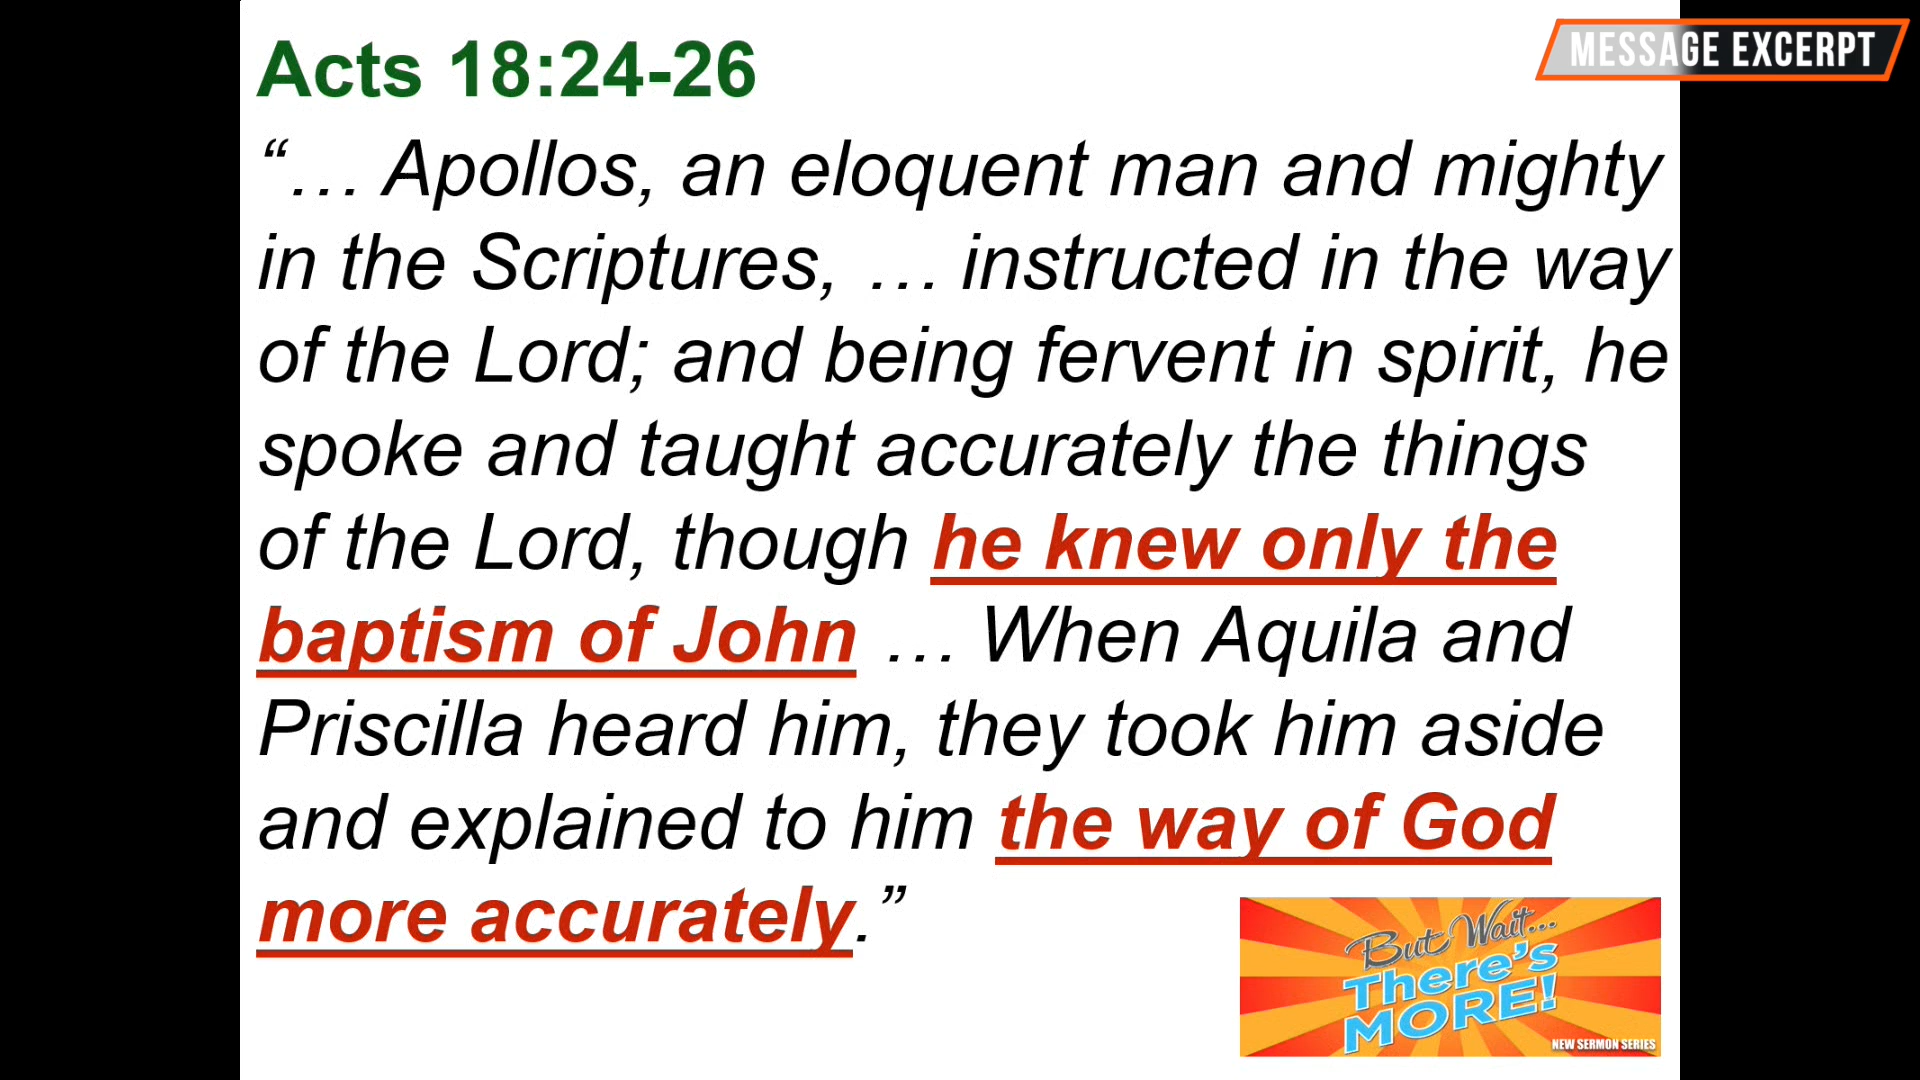 Acts 18:24-26
MESSAGE EXCERPT
“… Apollos, an eloquent man and mighty
in the Scriptures, … instructed in the way
of the Lord; and being fervent in spirit, he
spoke and taught accurately the things
of the Lord, though he knew only the
baptism of John … When Aquila and
Priscilla heard him, they took him aside
and explained to him the way of God
more accurately.”
But Wait...
There's
MORE!
NEW SERMON SERIES